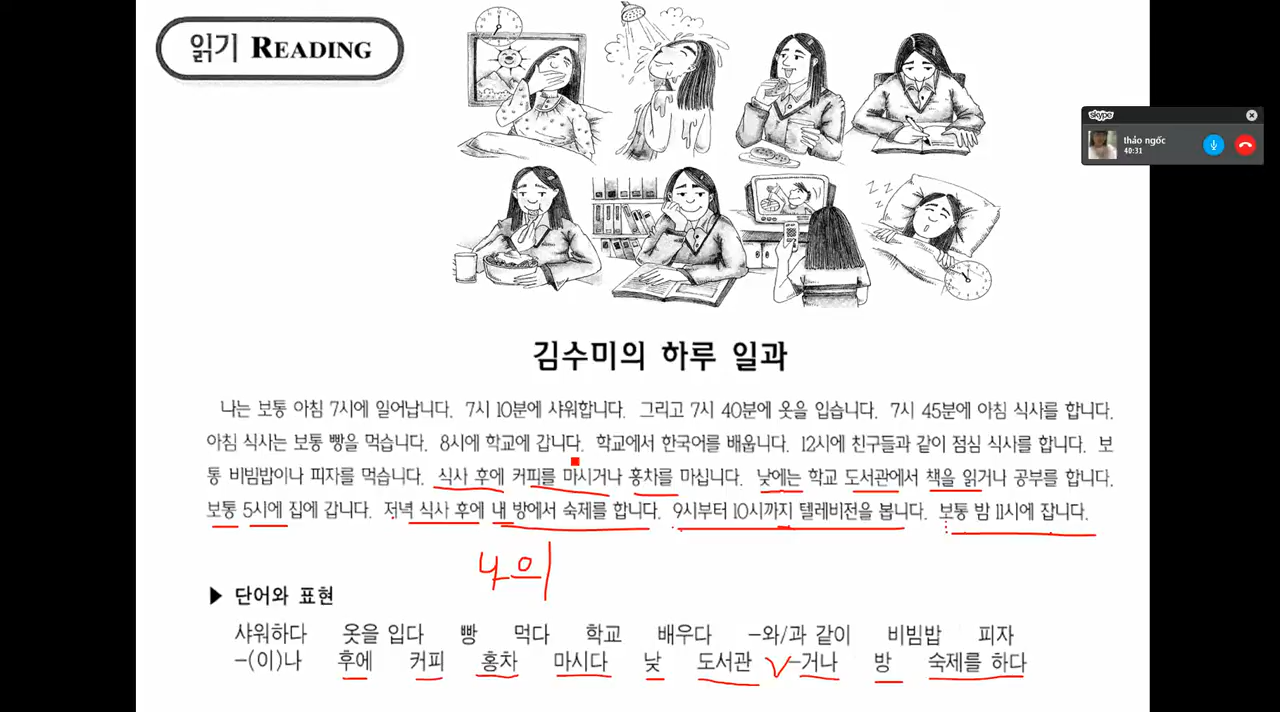 읽기 READING
skype
thảo ngốc
40:31
z z z
김수미의 하루 일과
나는 보통 아침 7시에 일어납니다. 7시 10분에 샤워합니다. 그리고 7시 40분에 옷을 입습니다. 7시 45분에 아침 식사를 합니다.
아침 식사는 보통 빵을 먹습니다. 8시에 학교에 갑니다. 학교에서 한국어를 배웁니다. 12시에 친구들과 같이 점심 식사를 합니다. 보
통 비빔밥이나 피자를 먹습니다. 식사 후에 커피를 마시거나 홍차를 마십니다. 낮에는 학교 도서관에서 책을 읽거나 공부를 합니다.
보통 5시에 집에 갑니다. 저녁 식사 후에 내 방에서 숙제를 합니다. 9시부터 10시까지 텔레비전을 봅니다. 보통 밤 11시에 잡니다.
나의
▶ 단어와 표현
샤워하다 옷을 입다 빵 먹다 학교 배우다 -와/과 같이 비빔밥 피자
-(이)나 후에 커피 홍차 마시다 낮 도서관 -거나 방 숙제를 하다